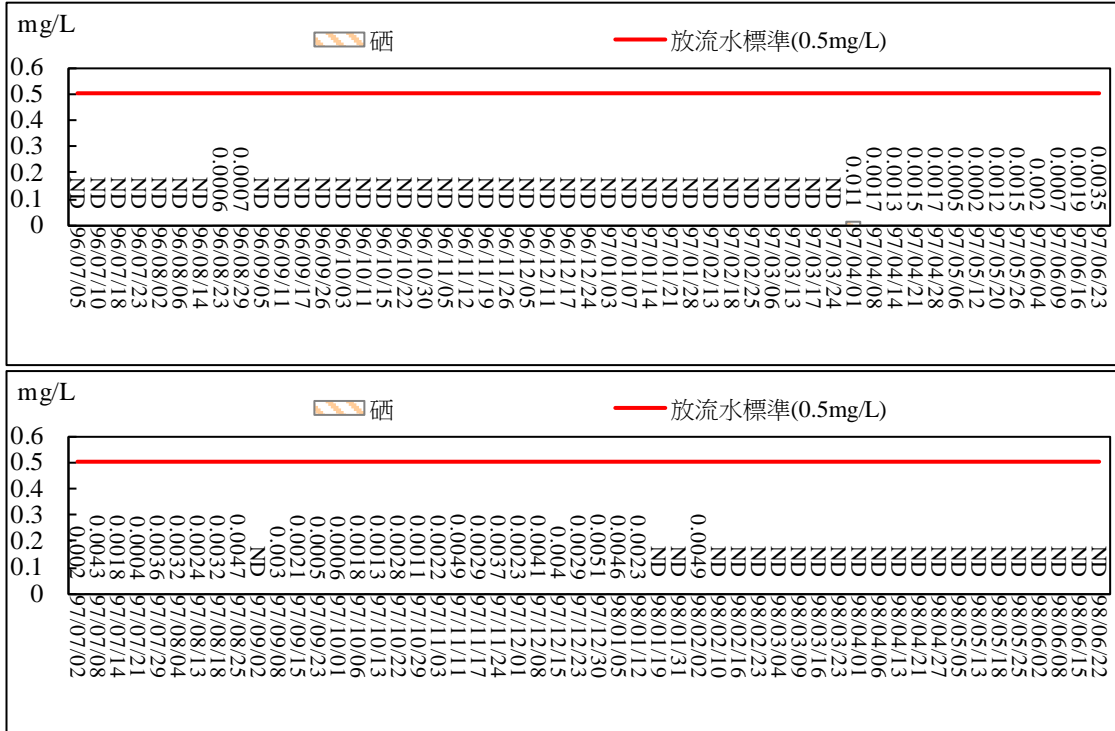 mg/L
硒
放流水標準(0.5mg/L)
0.6
0.5
0.4
0.3
0.2
0.1
0
ND ND ND ND ND ND ND 0.0006 0.0007 ND ND ND ND ND ND ND ND ND ND ND ND ND ND ND ND ND ND ND ND ND ND ND ND ND ND ND ND ND 0.011 0.0017 0.0013 0.0015 0.0017 0.0005 0.0002 0.0012 0.0015 0.002 0.0007 0.0019 0.0035
96/07/05 96/07/10 96/07/18 96/07/23 96/08/02 96/08/06 96/08/14 96/08/23 96/08/29 96/09/05 96/09/11 96/09/17 96/09/26 96/10/03 96/10/11 96/10/15 96/10/22 96/10/30 96/11/05 96/11/12 96/11/19 96/11/26 96/12/05 96/12/11 96/12/17 96/12/24 97/01/03 97/01/07 97/01/14 97/01/21 97/01/28 97/02/13 97/02/18 97/02/25 97/03/06 97/03/13 97/03/17 97/03/24 97/04/01 97/04/08 97/04/14 97/04/21 97/04/28 97/05/06 97/05/12 97/05/20 97/05/26 97/06/04 97/06/09 97/06/16 97/06/23
mg/L
硒
放流水標準(0.5mg/L)
0.6
0.5
0.4
0.3
0.2
0.1
0
0.002 0.0043 0.0018 0.0004 0.0036 0.0032 0.0024 0.0032 0.0047 ND 0.003 0.0021 0.0005 0.0006 0.0018 0.0013 0.0028 0.0011 0.0022 0.0049 0.0029 0.0037 0.0023 0.0041 0.004 0.0029 0.0051 0.0046 0.0023 ND ND 0.0049 ND ND ND ND ND ND ND ND ND ND ND ND ND ND ND ND ND ND ND ND
97/07/02 97/07/08 97/07/14 97/07/21 97/07/29 97/08/04 97/08/13 97/08/18 97/08/25 97/09/02 97/09/08 97/09/15 97/09/23 97/10/01 97/10/06 97/10/13 97/10/22 97/10/29 97/11/03 97/11/11 97/11/17 97/11/24 97/12/01 97/12/08 97/12/15 97/12/23 97/12/30 98/01/05 98/01/12 98/01/19 98/01/31 98/02/02 98/02/10 98/02/16 98/02/23 98/03/04 98/03/09 98/03/16 98/03/23 98/04/01 98/04/06 98/04/13 98/04/21 98/04/27 98/05/05 98/05/13 98/05/18 98/05/25 98/06/02 98/06/08 98/06/15 98/06/22